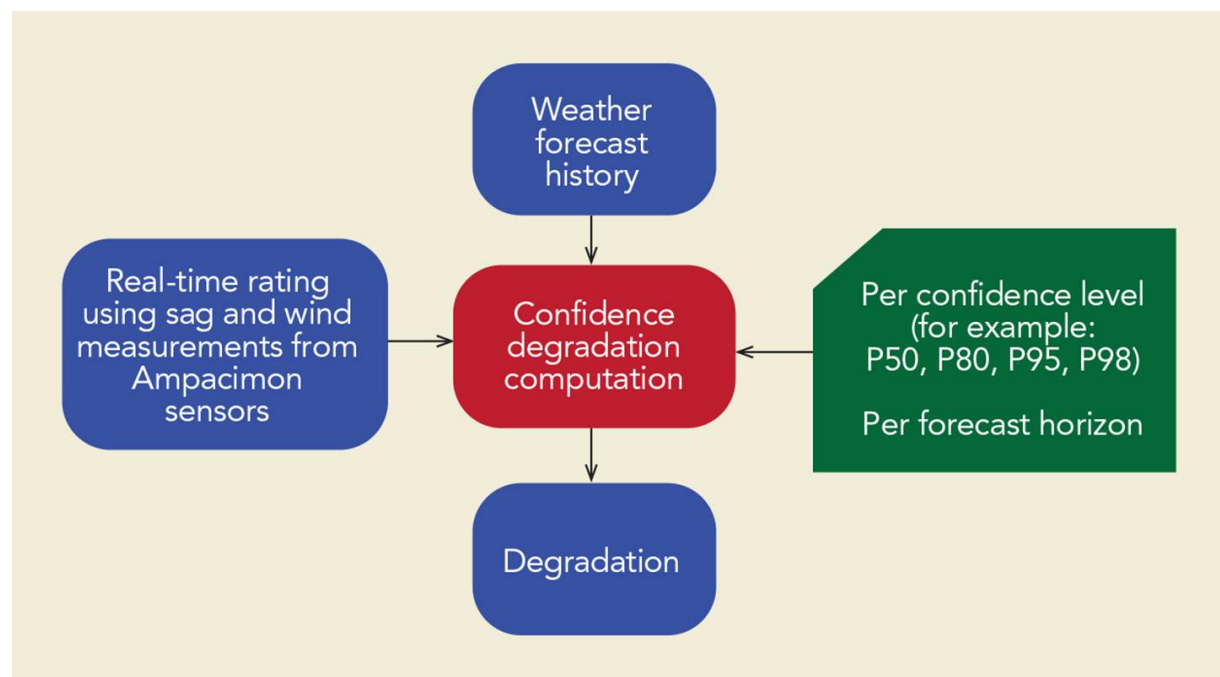 Weather
forecast
history
Real-time rating
using sag and wind
measurements from
Ampacimon
sensors
Confidence
degradation
computation
Per confidence level
(for example:
P50, P80, P95, P98)
Per forecast horizon
Degradation